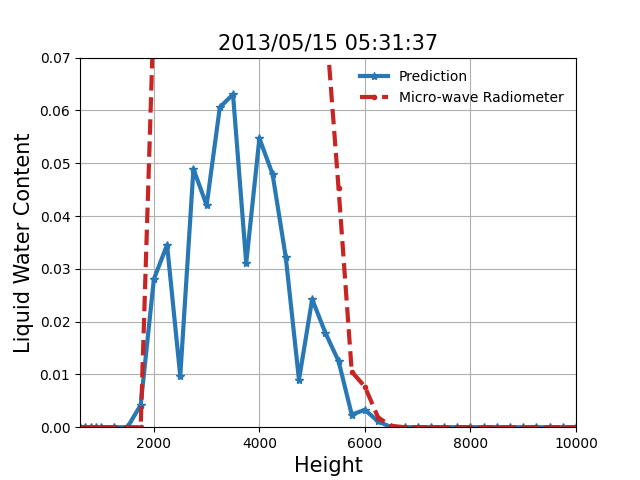 2013/05/15 05:31:37
Prediction
Micro-wave Radiometer
Liquid Water Content
0.07
0.06
0.05
0.04
0.03
0.02
0.01
0.00
2000 4000 6000 8000 10000
Height